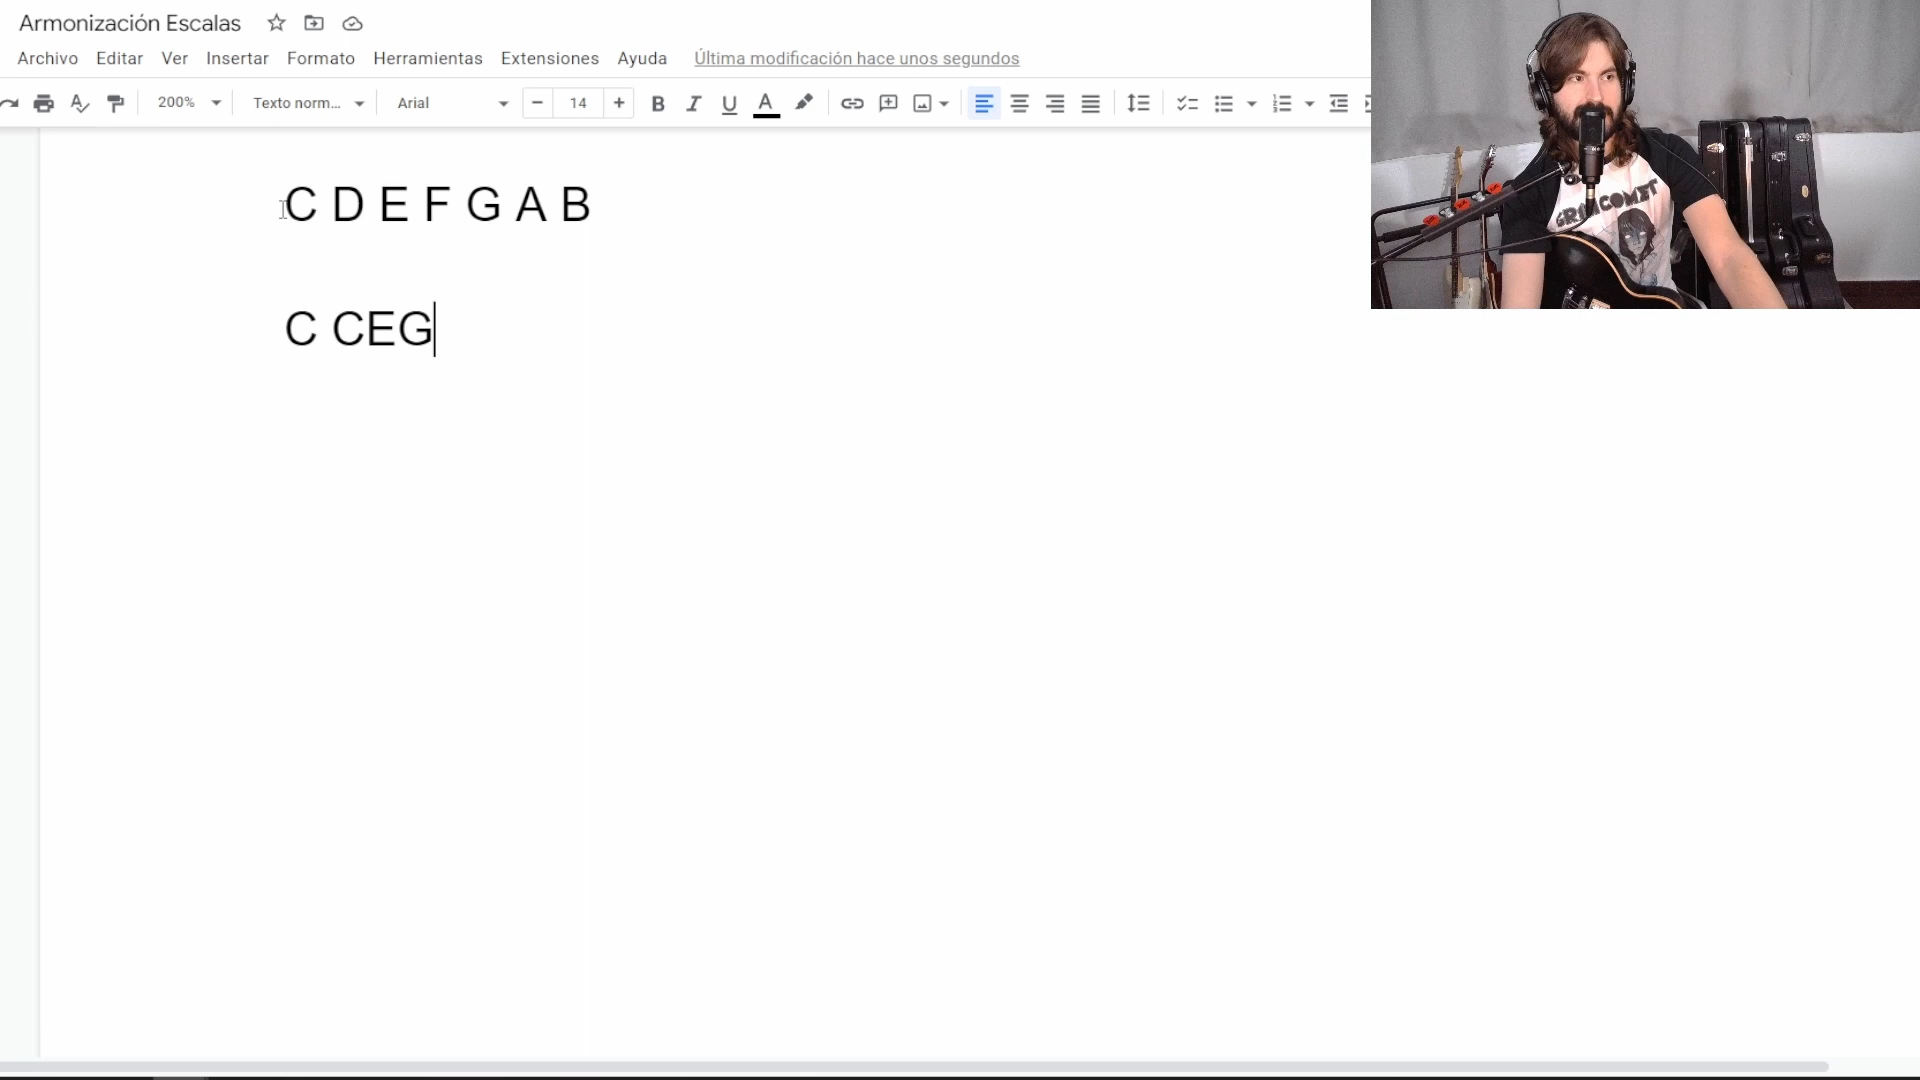 Armonización Escalas
Archivo Editar Ver Insertar Formato Herramientas Extensiones Ayuda Última modificación hace unos segundos
200% Texto norm... Arial 14 B I U A
C D E F G A B
C CEG